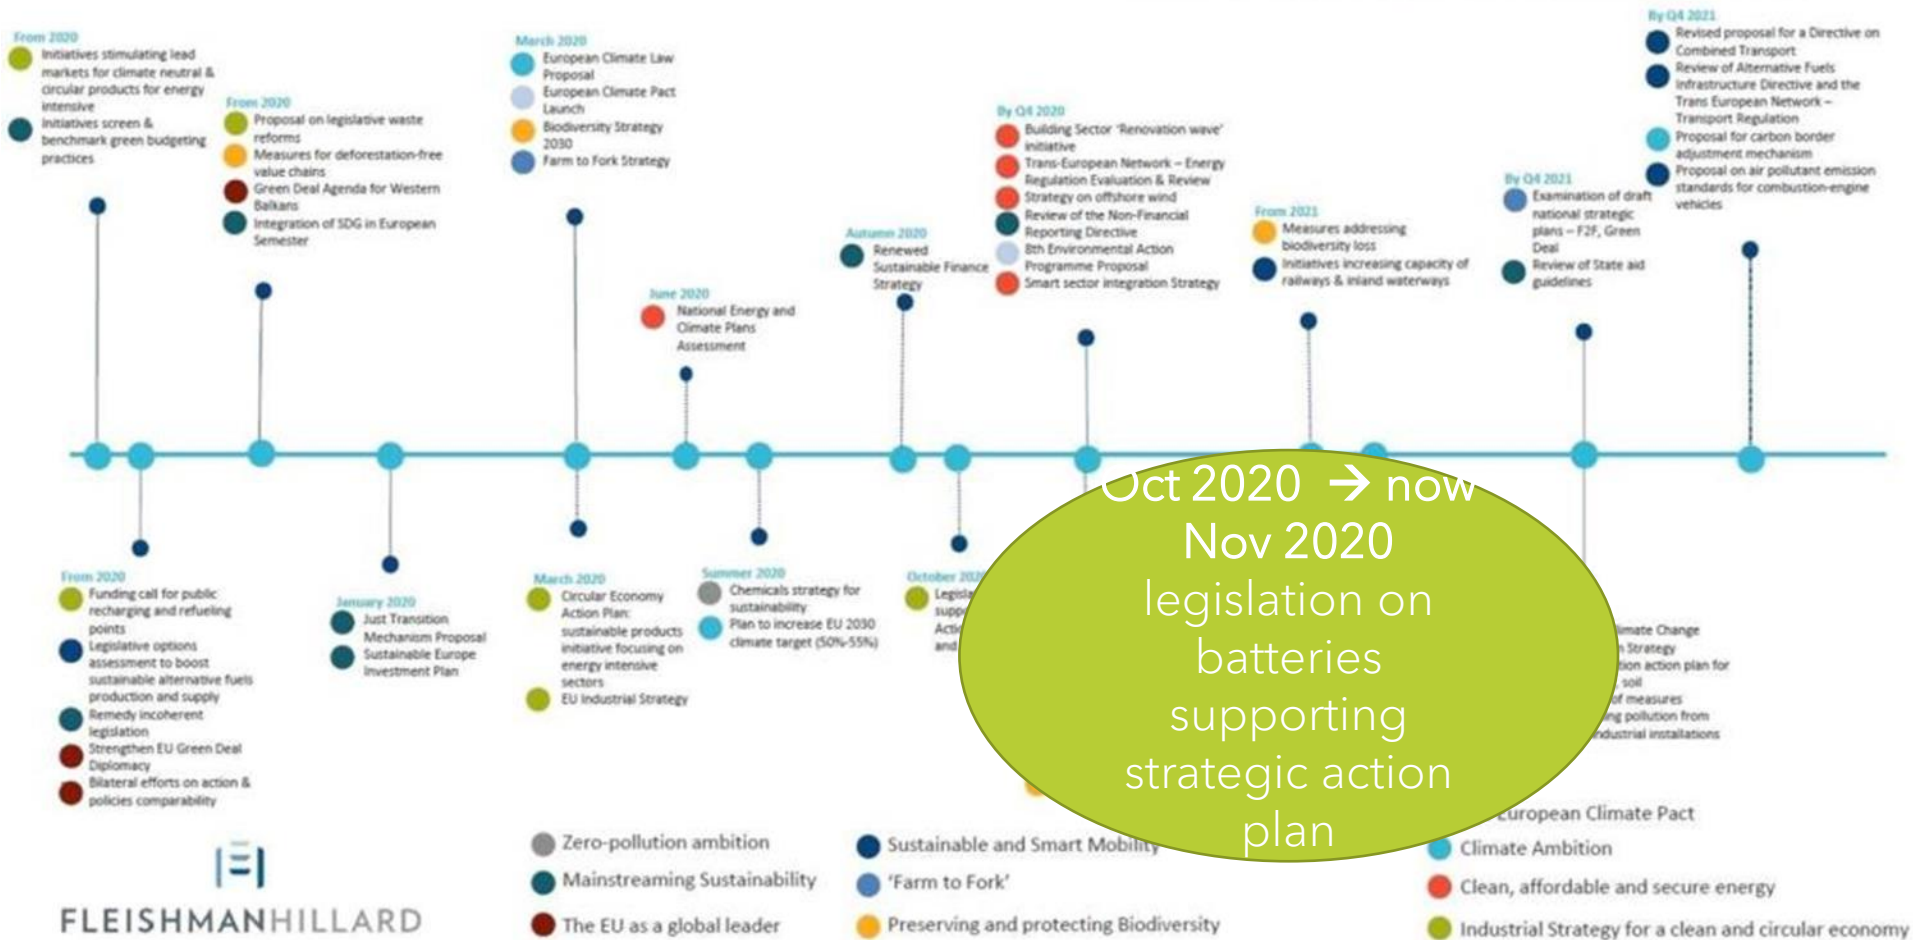 From 2020
Initiatives stimulating lead
markets for climate neutral &
circular products for energy
intensive
Initiatives screen &
benchmark green budgeting
practices
From 2020
Proposal on legislative waste
reforms
Measures for deforestation-free
value chains
Green Deal Agenda for Western
Balkans
Integration of SDG in European
Semester
March 2020
European Climate Law
Proposal
European Climate Pact
Launch
Biodiversity Strategy
2030
Farm to Fork Strategy
June 2020
National Energy and
Climate Plans
Assessment
Autumn 2020
Renewed
Sustainable Finance
Strategy
By Q4 2020
Building Sector 'Renovation wave'
initiative
Trans-European Network – Energy
Regulation Evaluation & Review
Strategy on offshore wind
Review of the Non-Financial
Reporting Directive
8th Environmental Action
Programme Proposal
Smart sector integration Strategy
From 2021
Measures addressing
biodiversity loss
Initiatives increasing capacity of
railways & inland waterways
By Q4 2021
Examination of draft
national strategic
plans – F2F, Green
Deal
Review of State aid
guidelines
By Q4 2021
Revised proposal for a Directive on
Combined Transport
Review of Alternative Fuels
Infrastructure Directive and the
Trans European Network –
Transport Regulation
Proposal for carbon border
adjustment mechanism
Proposal on air pollutant emission
standards for combustion-engine
vehicles
From 2020
Funding call for public
recharging and refueling
points
Legislative options
assessment to boost
sustainable alternative fuels
production and supply
Remedy incoherent
legislation
Strengthen EU Green Deal
Diplomacy
Bilateral efforts on action &
policies comparability
January 2020
Just Transition
Mechanism Proposal
Sustainable Europe
Investment Plan
March 2020
Circular Economy
Action Plan:
sustainable products
initiative focusing on
energy intensive
sectors
EU Industrial Strategy
Summer 2020
Chemicals strategy for
sustainability
Plan to increase EU 2030
climate target (50%-55%)
October
and
Oct 2020 → now
Nov 2020
legislation on
batteries
supporting
strategic action
plan
Change
Strategy
action plan for
soil
of measures
pollution from
industrial installations
FLEISHMANHILLARD
Zero-pollution ambition
Mainstreaming Sustainability
The EU as a global leader
Sustainable and Smart Mobility
'Farm to Fork'
Preserving and protecting Biodiversity
European Climate Pact
Climate Ambition
Clean, affordable and secure energy
Industrial Strategy for a clean and circular economy